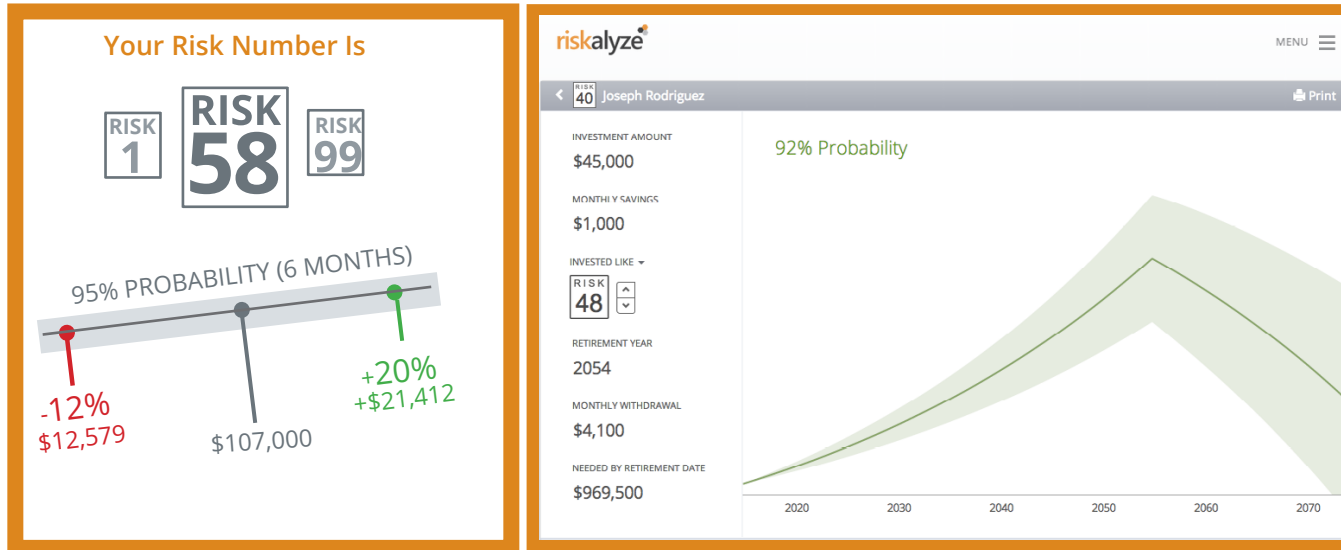 Your Risk Number Is
RISK
1
RISK
58
RISK
99
95% PROBABILITY (6 MONTHS)
-12%
$12,579
$107,000
+20%
+$21,412
riskalyze
MENU
RISK
40
Joseph Rodriguez
Print
INVESTMENT AMOUNT
$45,000
MONTHLY SAVINGS
$1,000
INVESTED LIKE
RISK
48
RETIREMENT YEAR
2054
MONTHLY WITHDRAWAL
$4,100
NEEDED BY RETIREMENT DATE
$969,500
92% Probability
2020 2030 2040 2050 2060 2070